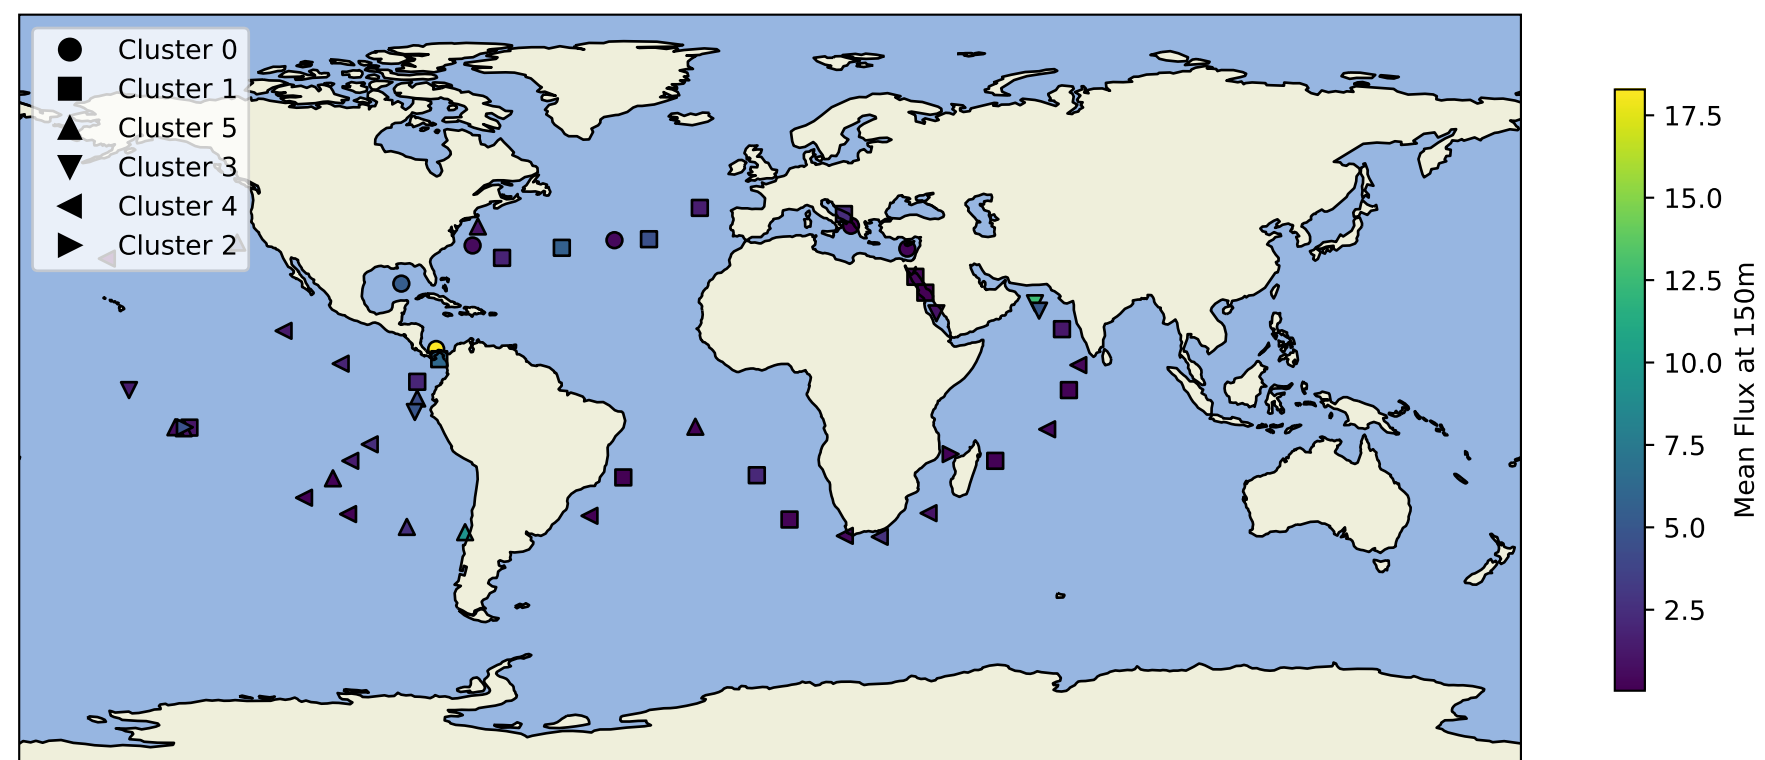 Cluster 0
Cluster 1
Cluster 5
Cluster 3
Cluster 4
Cluster 2
17.5
15.0
12.5
10.0
7.5
5.0
2.5
Mean Flux at 150m